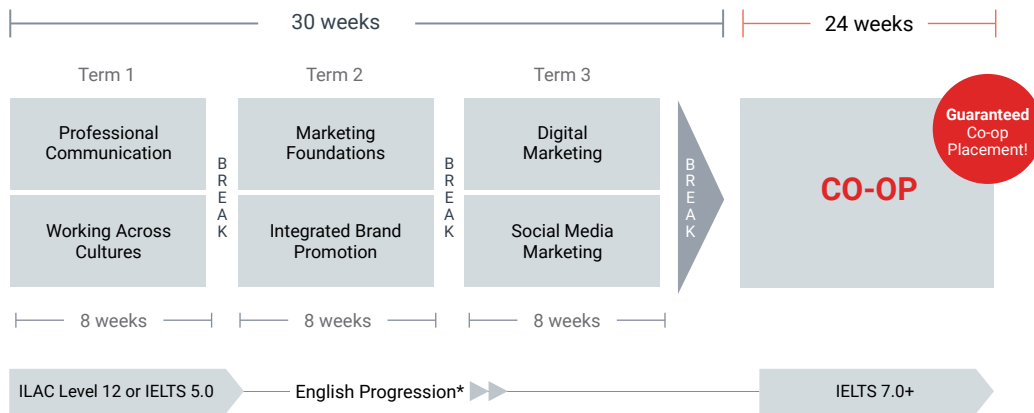 30 weeks
24 weeks
Term 1
Term 2
Term 3
Professional
Communication
Working Across
Cultures
BREAK
Marketing
Foundations
Integrated Brand
Promotion
BREAK
Digital
Marketing
Social Media
Marketing
BREAK
CO-OP
Guaranteed
Co-op
Placement!
8 weeks
8 weeks
8 weeks
ILAC Level 12 or IELTS 5.0
English Progression*
IELTS 7.0+